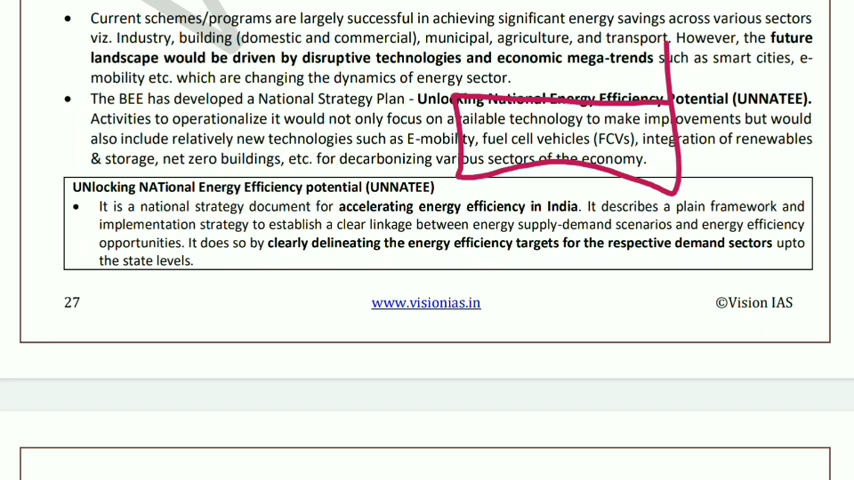 • Current schemes/programs are largely successful in achieving significant energy savings across various sectors
viz. Industry, building (domestic and commercial), municipal, agriculture, and transport. However, the future
landscape would be driven by disruptive technologies and economic mega-trends such as smart cities, e-
mobility etc. which are changing the dynamics of energy sector.
• The BEE has developed a National Strategy Plan - Unlocking National Energy Efficiency Potential (UNNATEE).
Activities to operationalize it would not only focus on available technology to make improvements but would
also include relatively new technologies such as E-mobility, fuel cell vehicles (FCVs), integration of renewables
& storage, net zero buildings, etc. for decarbonizing various sectors of the economy.
UNlocking NATional Energy Efficiency potential (UNNATEE)
• It is a national strategy document for accelerating energy efficiency in India. It describes a plain framework and
implementation strategy to establish a clear linkage between energy supply-demand scenarios and energy efficiency
opportunities. It does so by clearly delineating the energy efficiency targets for the respective demand sectors upto
the state levels.
27 www.visionias.in ©Vision IAS